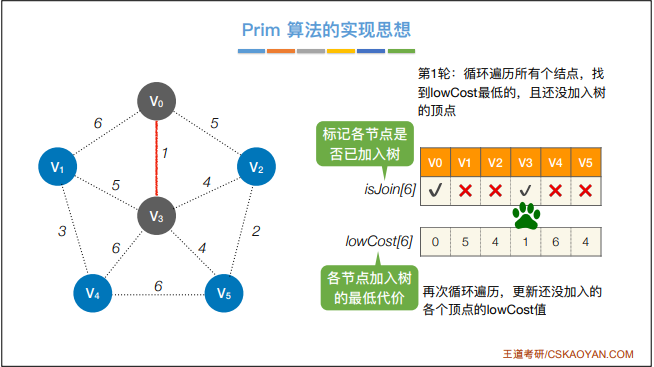 Prim 算法的实现思想
第1轮：循环遍历所有个结点，找
到lowCost最低的，且还没加入树
的顶点
标记各节点是
否已加入树
V0 V1 V2 V3 V4 V5
isJoin[6] ✓ ✗ ✗ ✓ ✗ ✗
lowCost[6] 0 5 4 1 6 4
各节点加入树
的最低代价
再次循环遍历，更新还没加入的
各个顶点的lowCost值
V0
6 5
1
V1 V2
5 4
V3
3 6 4 2
V4 6 V5
王道考研/CSKAOYAN.COM